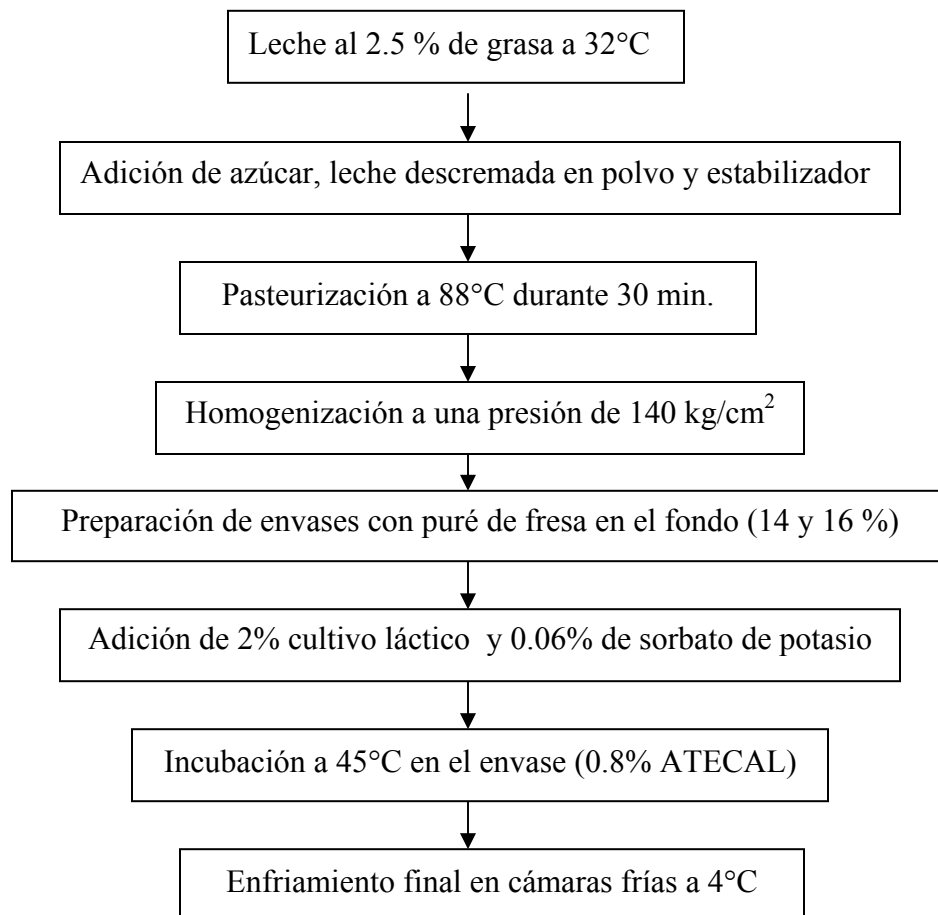 Leche al 2.5 % de grasa a 32°C
Adición de azúcar, leche descremada en polvo y estabilizador
Pasteurización a 88°C durante 30 min.
Homogenización a una presión de 140 kg/cm²
Preparación de envases con puré de fresa en el fondo (14 y 16 %)
Adición de 2% cultivo láctico y 0.06% de sorbato de potasio
Incubación a 45°C en el envase (0.8% ATECAL)
Enfriamiento final en cámaras frías a 4°C